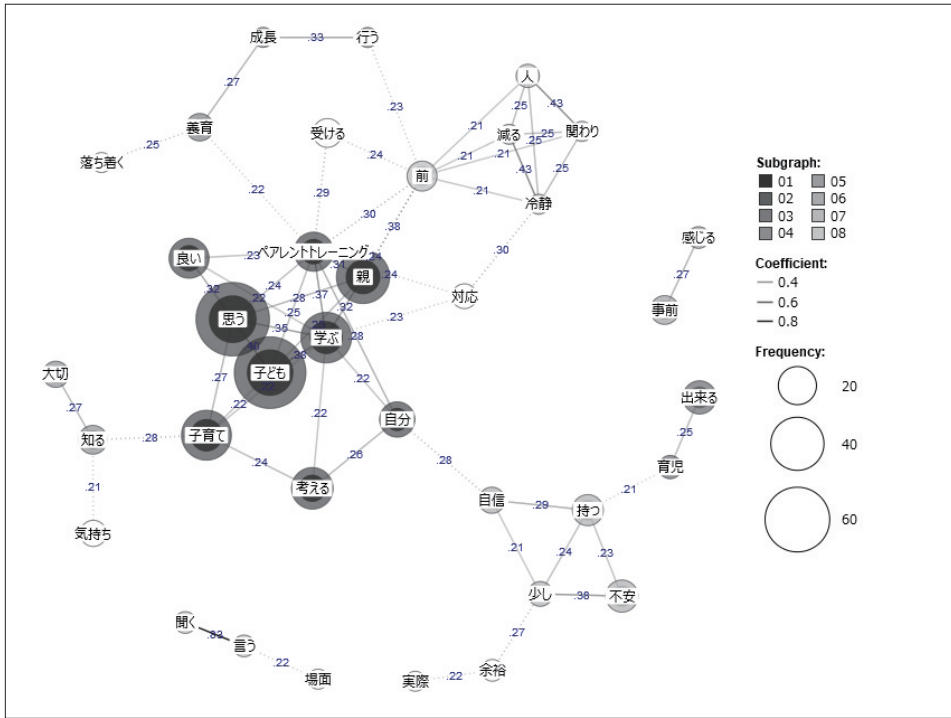 成長 .33 行う
.27
人
.23
.25 .43
受ける
.21
減る .25 関わり
義育
.25
.25
.24
.21
.21
落ち着く
前
.43 .25
.22
.29
.21
冷静
.30
.38
感じる
良い .23 ペアレントトレーニング
.24
.31
.30
.27
親 .24
.32
.24
.37
対応
事前
.22 .28
思う
.25
.32
.23
.35
学ぶ
.28
大切
子ども
.38
出来る
.27
.27
.22
.22
.22
自分
.25
知る .28 子育て
.24
.26
育児
考える
.28
.21
.21
自信 .29 持つ
気持ち
.21
.24
.23
少し .38 不安
聞く .83 言う
.27
.22
場面
実際 .22 余裕
Subgraph:
01 05
02 06
03 07
04 08
Coefficient:
0.4
0.6
0.8
Frequency:
20
40
60